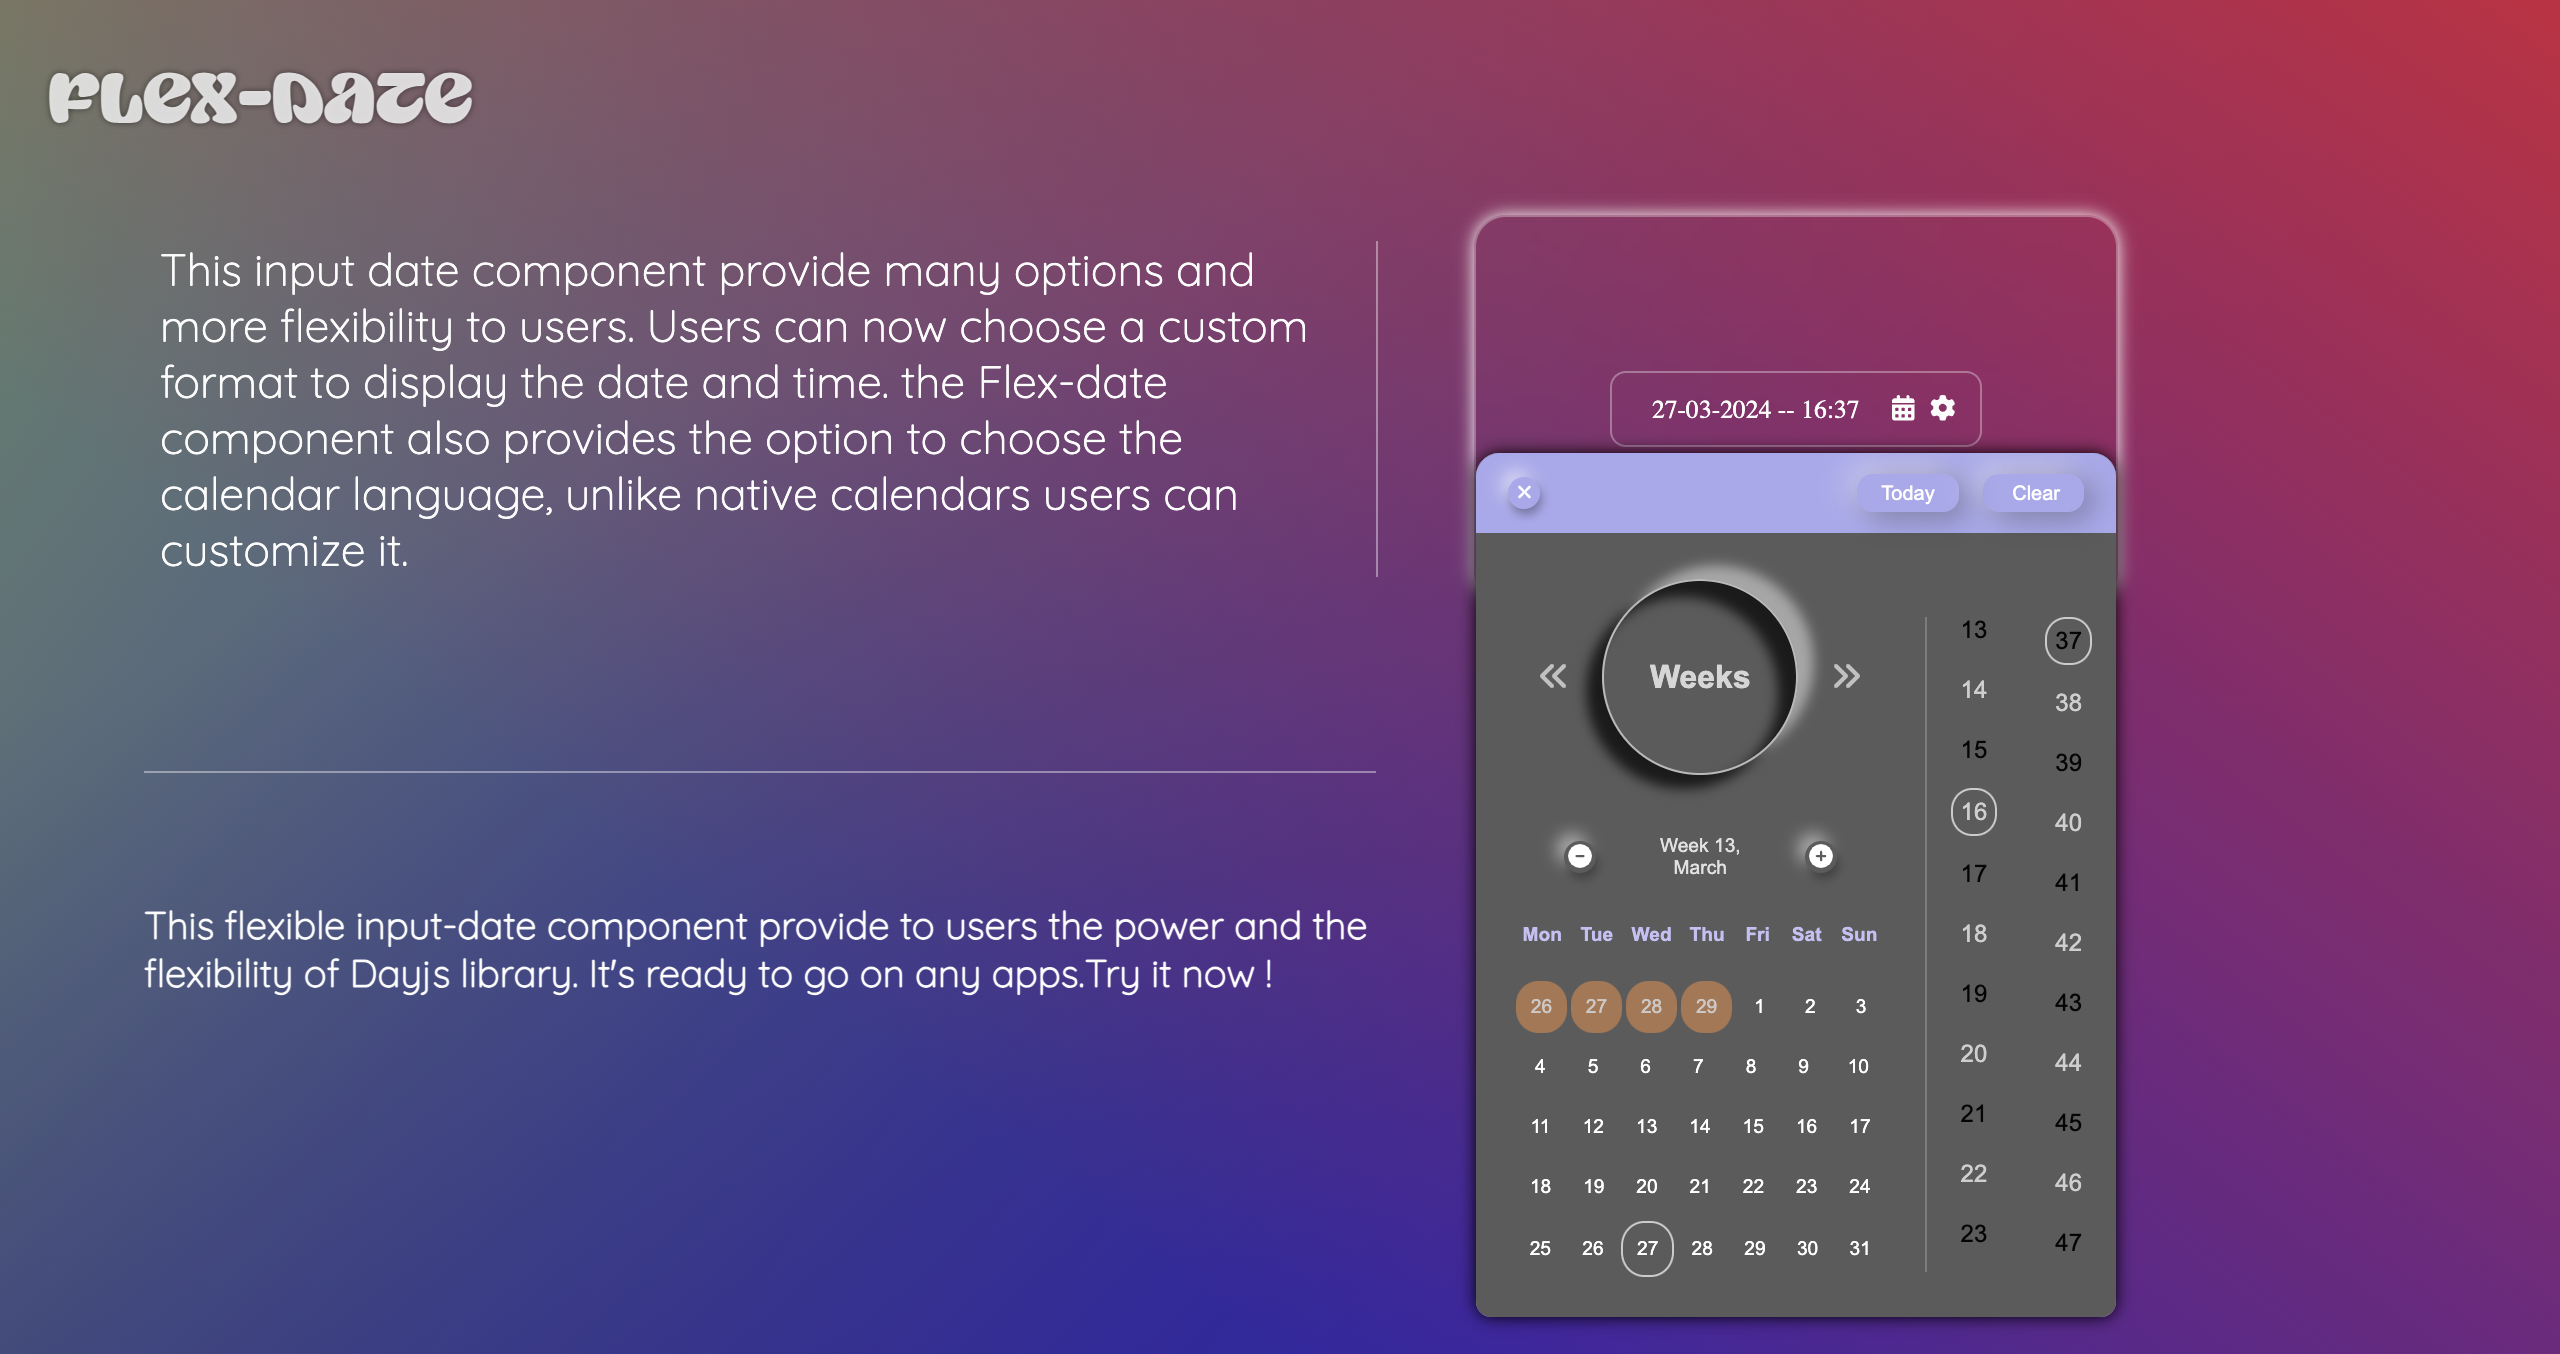 FLEX-DATE
This input date component provide many options and
more flexibility to users. Users can now choose a custom
format to display the date and time. the Flex-date
component also provides the option to choose the
calendar language, unlike native calendars users can
customize it.
This flexible input-date component provide to users the power and the
flexibility of Dayjs library. It's ready to go on any apps.Try it now !
27-03-2024 -- 16:37
Today Clear
Weeks
Week 13,
March
Mon Tue Wed Thu Fri Sat Sun
26 27 28 29 1 2 3
4 5 6 7 8 9 10
11 12 13 14 15 16 17
18 19 20 21 22 23 24
25 26 27 28 29 30 31
13 37
14 38
15 39
16 40
17 41
18 42
19 43
20 44
21 45
22 46
23 47